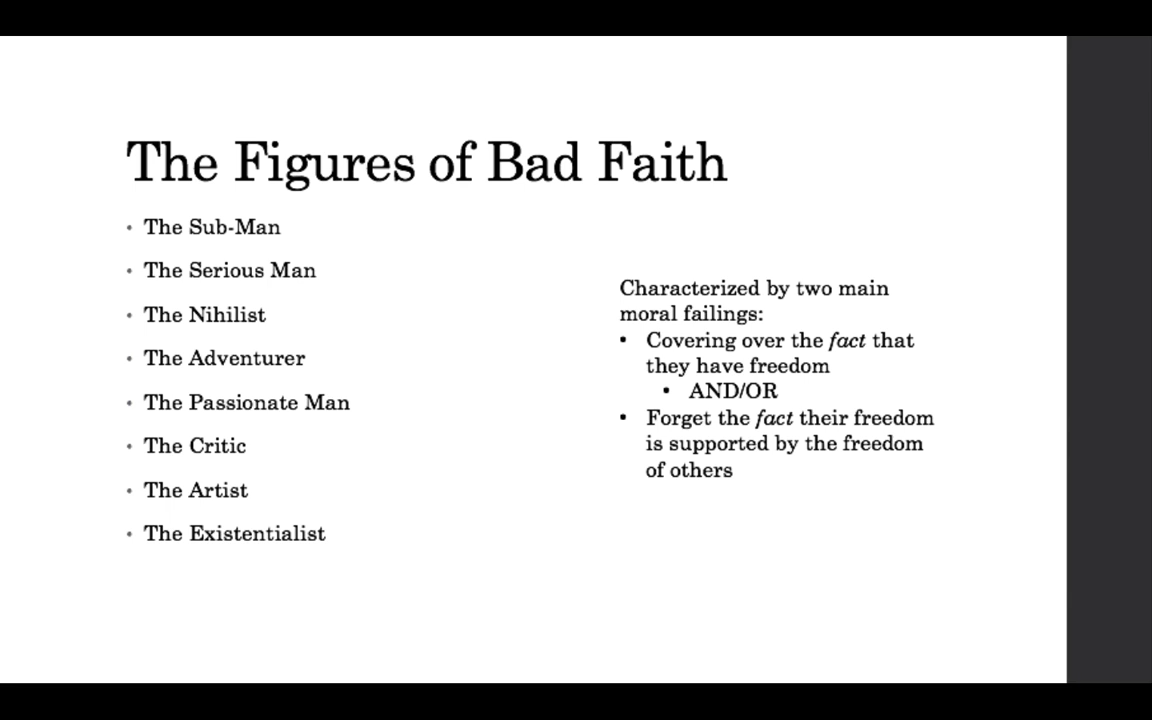 The Figures of Bad Faith
• The Sub-Man
• The Serious Man
• The Nihilist
• The Adventurer
• The Passionate Man
• The Critic
• The Artist
• The Existentialist
Characterized by two main
moral failings:
• Covering over the fact that
they have freedom
• AND/OR
• Forget the fact their freedom
is supported by the freedom
of others